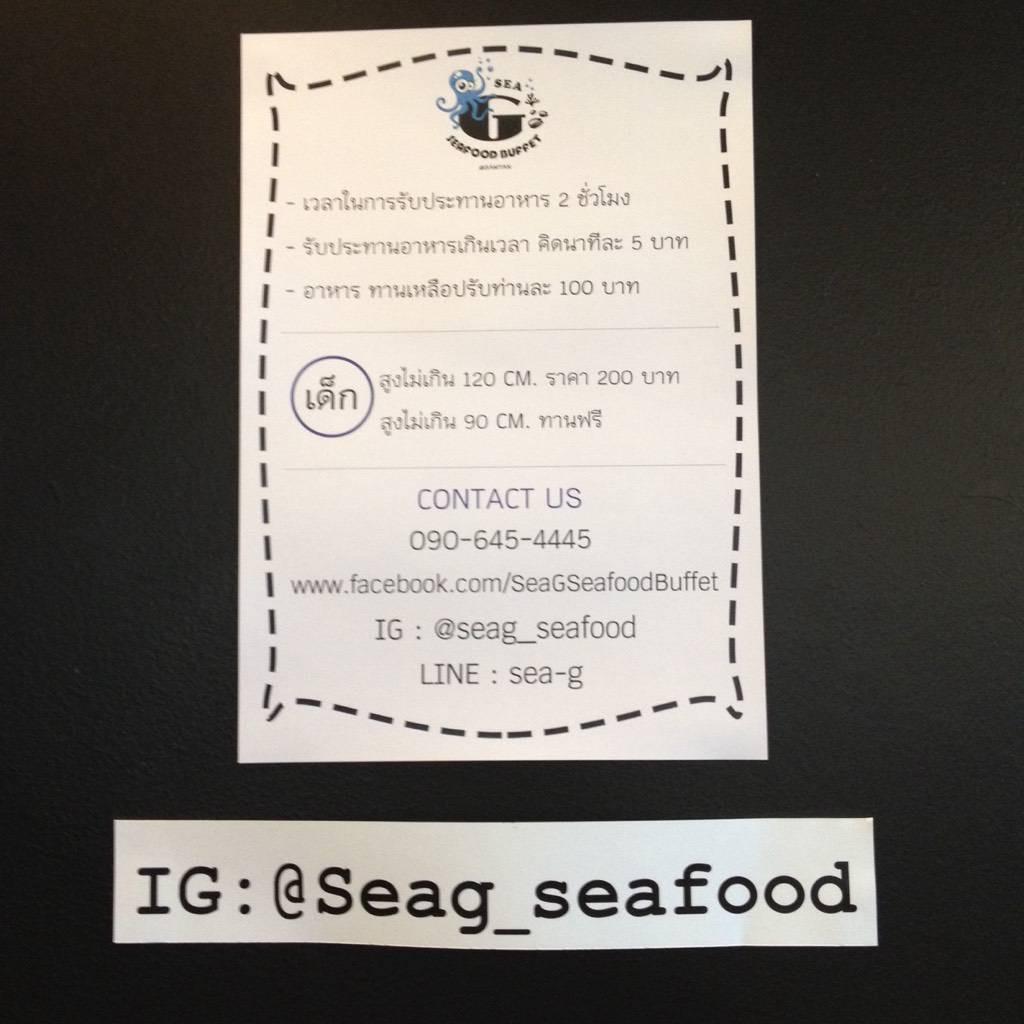 SEA
G
SEAFOOD BUFFET
- เวลาในการรับประทานอาหาร 2 ชั่วโมง
- รับประทานอาหารเกินเวลา คิดนาทีละ 5 บาท
- อาหาร ทานเหลือปรับท่านละ 100 บาท
เด็ก
สูงไม่เกิน 120 CM. ราคา 200 บาท
สูงไม่เกิน 90 CM. ทานฟรี
CONTACT US
090-645-4445
www.facebook.com/SeaGSeafoodBuffet
IG : @seag_seafood
LINE : sea-g
IG:@Seag_seafood